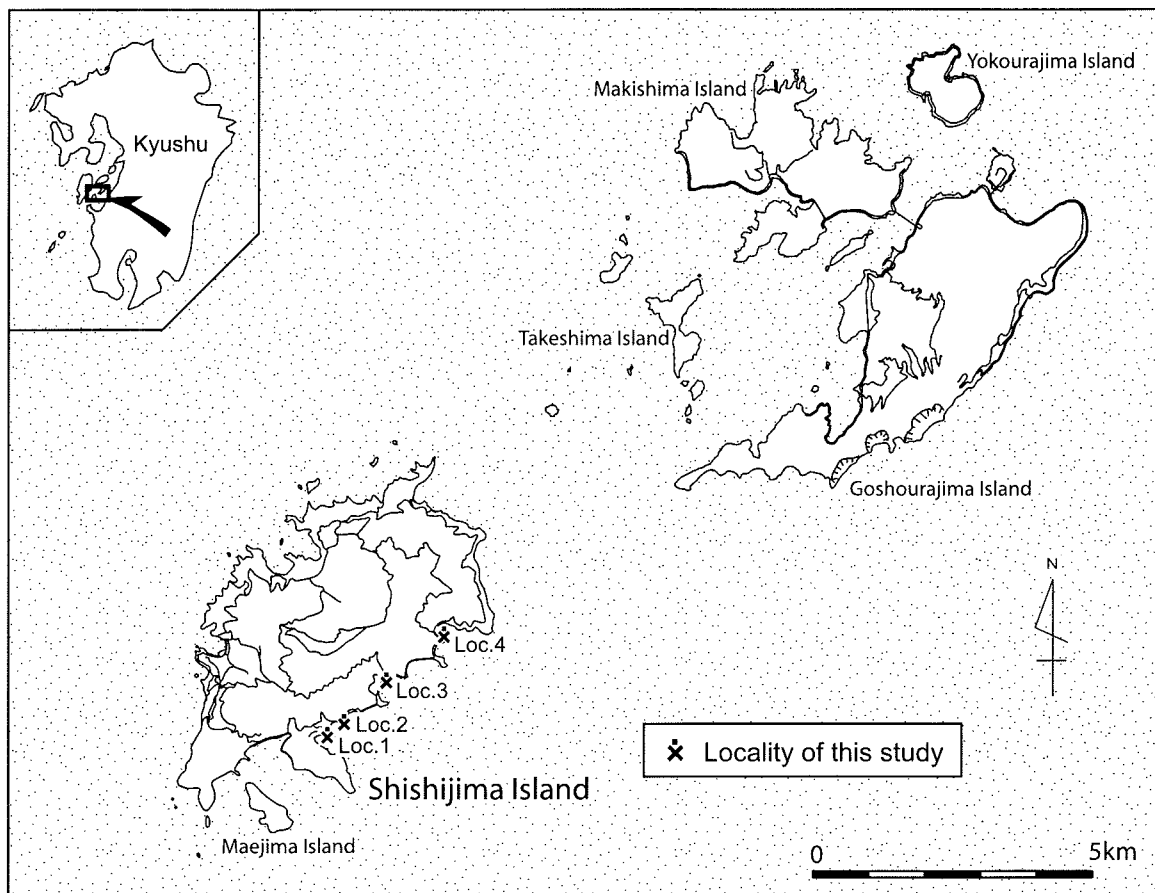 Kyushu
Yokourajima Island
Makishima Island
Takeshima Island
Goshourajima Island
N
Loc.4
Loc.3
Loc.2
Loc.1
Locality of this study
Shishijima Island
Maejima Island
0 5km